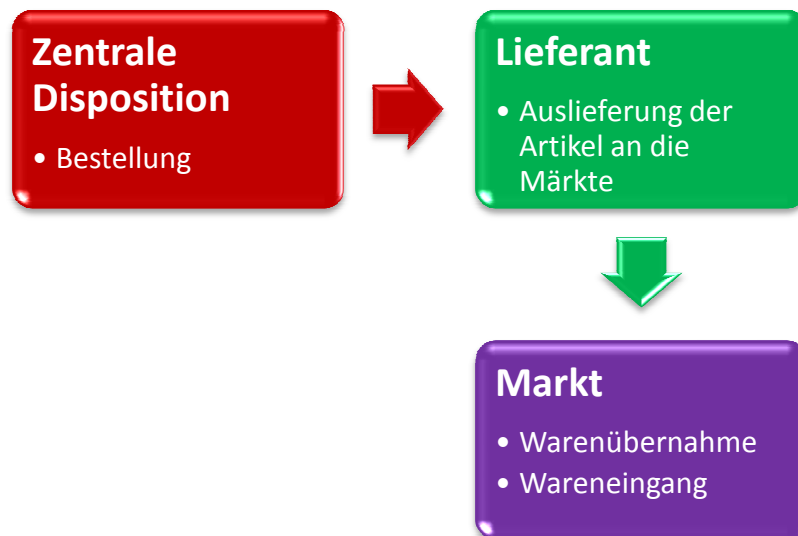 Zentrale
Disposition
• Bestellung
Lieferant
• Auslieferung der
Artikel an die
Märkte
Markt
• Warenübernahme
• Wareneingang